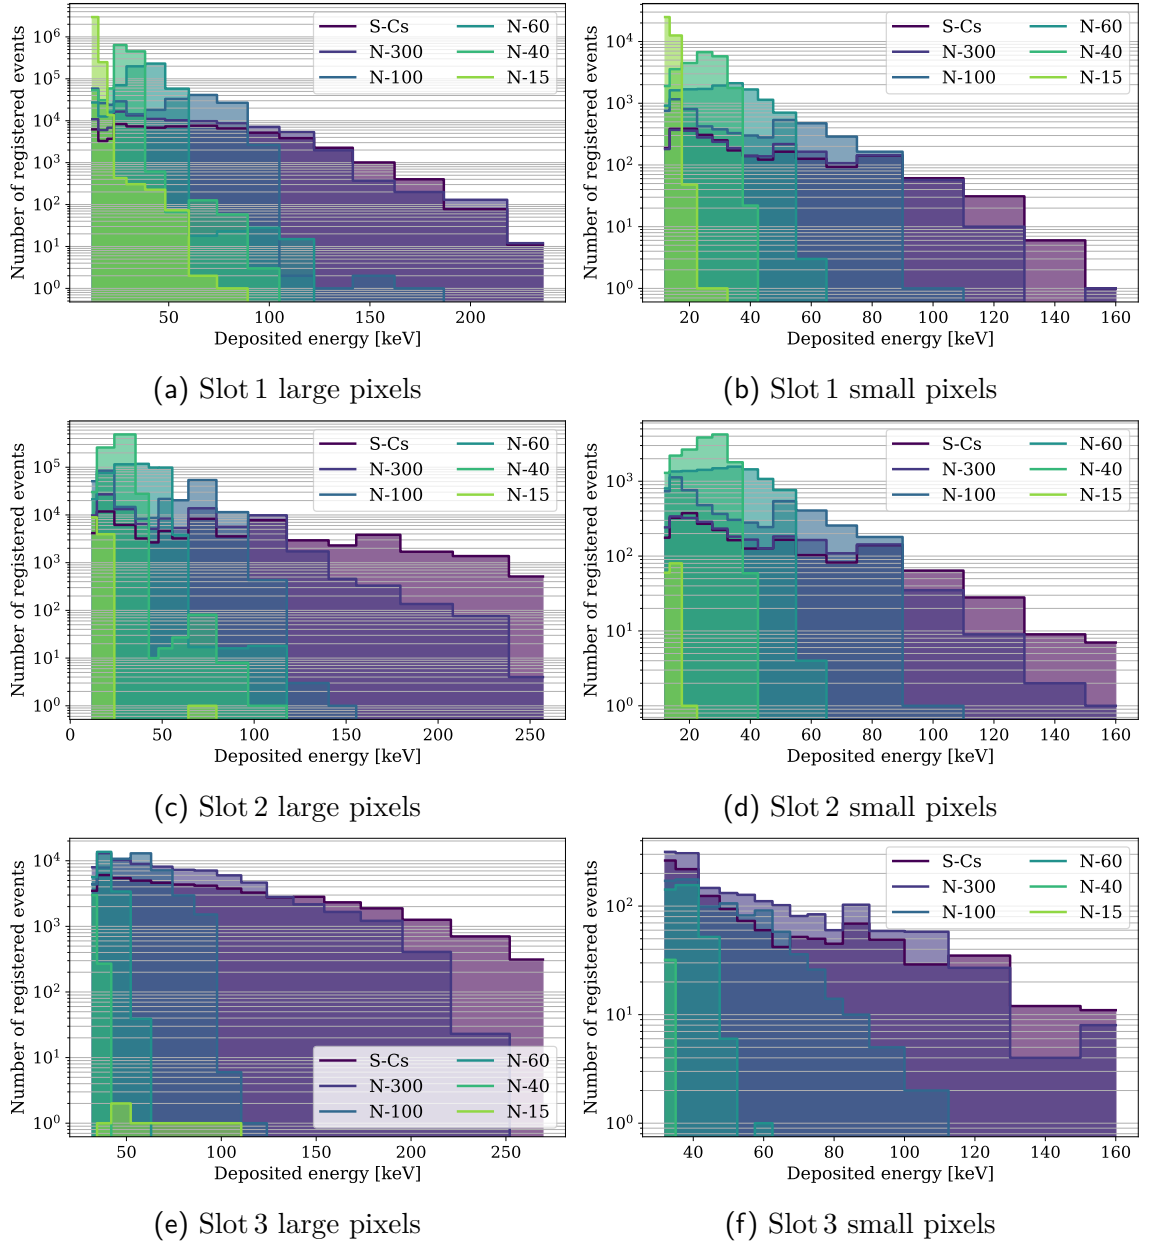 Number of registered events
10⁶
10⁵
10⁴
10³
10²
10¹
10⁰
S-Cs N-60
N-300 N-40
N-100 N-15
50 100 150 200
Deposited energy [keV]
(a) Slot 1 large pixels
Number of registered events
10⁴
10³
10²
10¹
10⁰
S-Cs N-60
N-300 N-40
N-100 N-15
20 40 60 80 100 120 140 160
Deposited energy [keV]
(b) Slot 1 small pixels
Number of registered events
10⁵
10⁴
10³
10²
10¹
10⁰
S-Cs N-60
N-300 N-40
N-100 N-15
0 50 100 150 200 250
Deposited energy [keV]
(c) Slot 2 large pixels
Number of registered events
10³
10²
10¹
10⁰
S-Cs N-60
N-300 N-40
N-100 N-15
20 40 60 80 100 120 140 160
Deposited energy [keV]
(d) Slot 2 small pixels
Number of registered events
10⁴
10³
10²
10¹
10⁰
S-Cs N-60
N-300 N-40
N-100 N-15
50 100 150 200 250
Deposited energy [keV]
(e) Slot 3 large pixels
Number of registered events
10²
10¹
10⁰
S-Cs N-60
N-300 N-40
N-100 N-15
40 60 80 100 120 140 160
Deposited energy [keV]
(f) Slot 3 small pixels